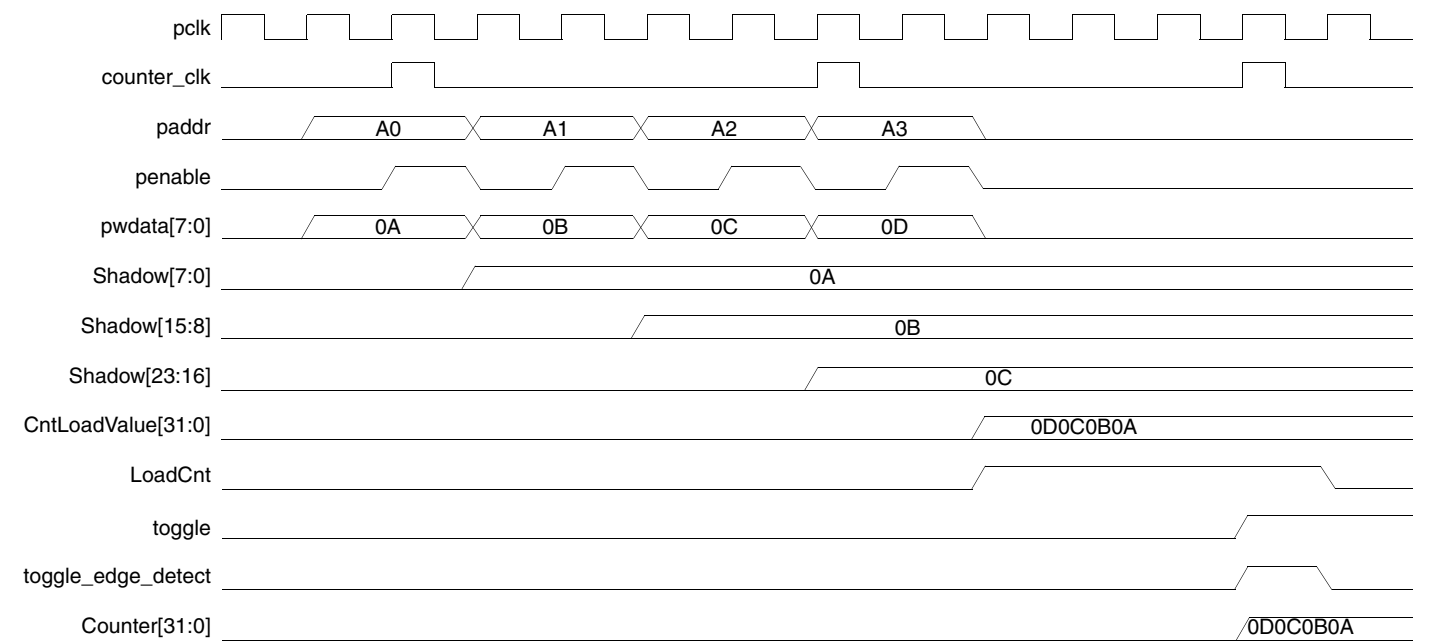 pclk
counter_clk
paddr A0 A1 A2 A3
penable
pwdata[7:0] 0A 0B 0C 0D
Shadow[7:0] 0A
Shadow[15:8] 0B
Shadow[23:16] 0C
CntLoadValue[31:0] 0D0C0B0A
LoadCnt
toggle
toggle_edge_detect
Counter[31:0] 0D0C0B0A